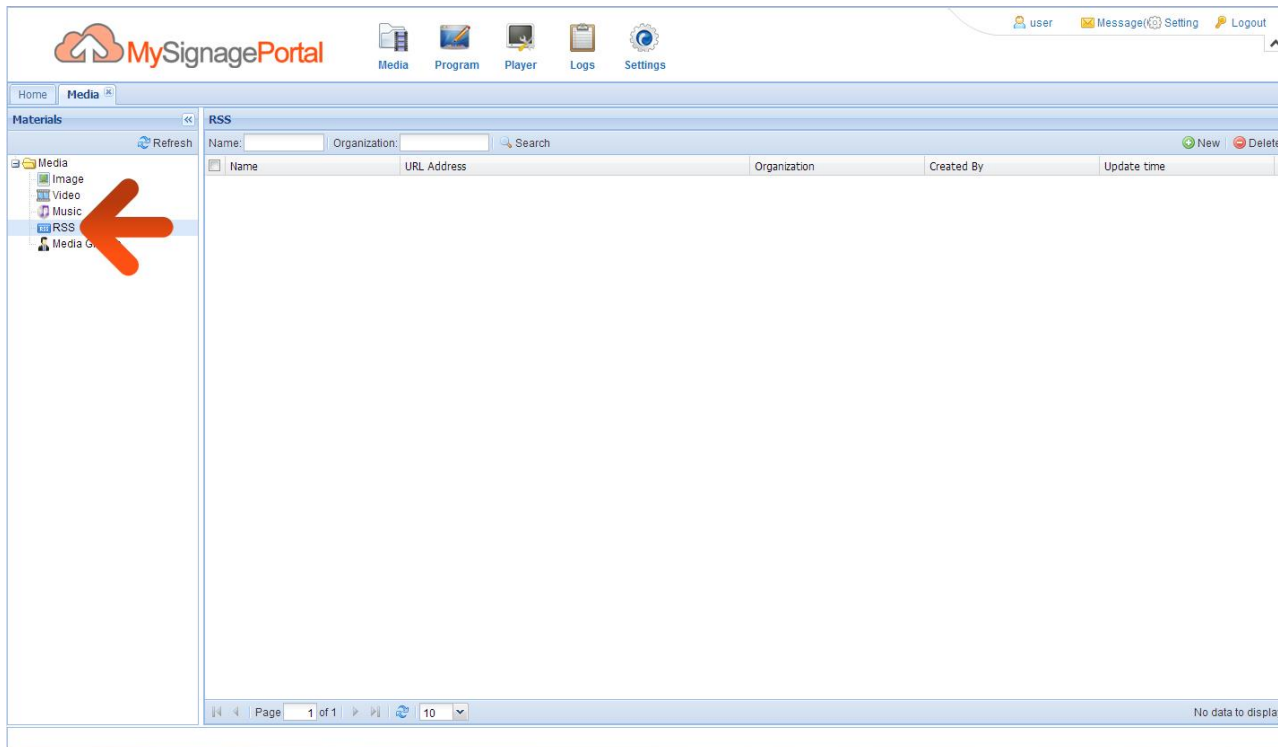 user Message( Setting Logout
MySignagePortal
Media Program Player Logs Settings
Home Media
Materials
Refresh
Media
Image
Video
Music
RSS
Media
RSS
Name: Organization: Search New Delete
Name URL Address Organization Created By Update time
Page 1 of 1 10 No data to displa